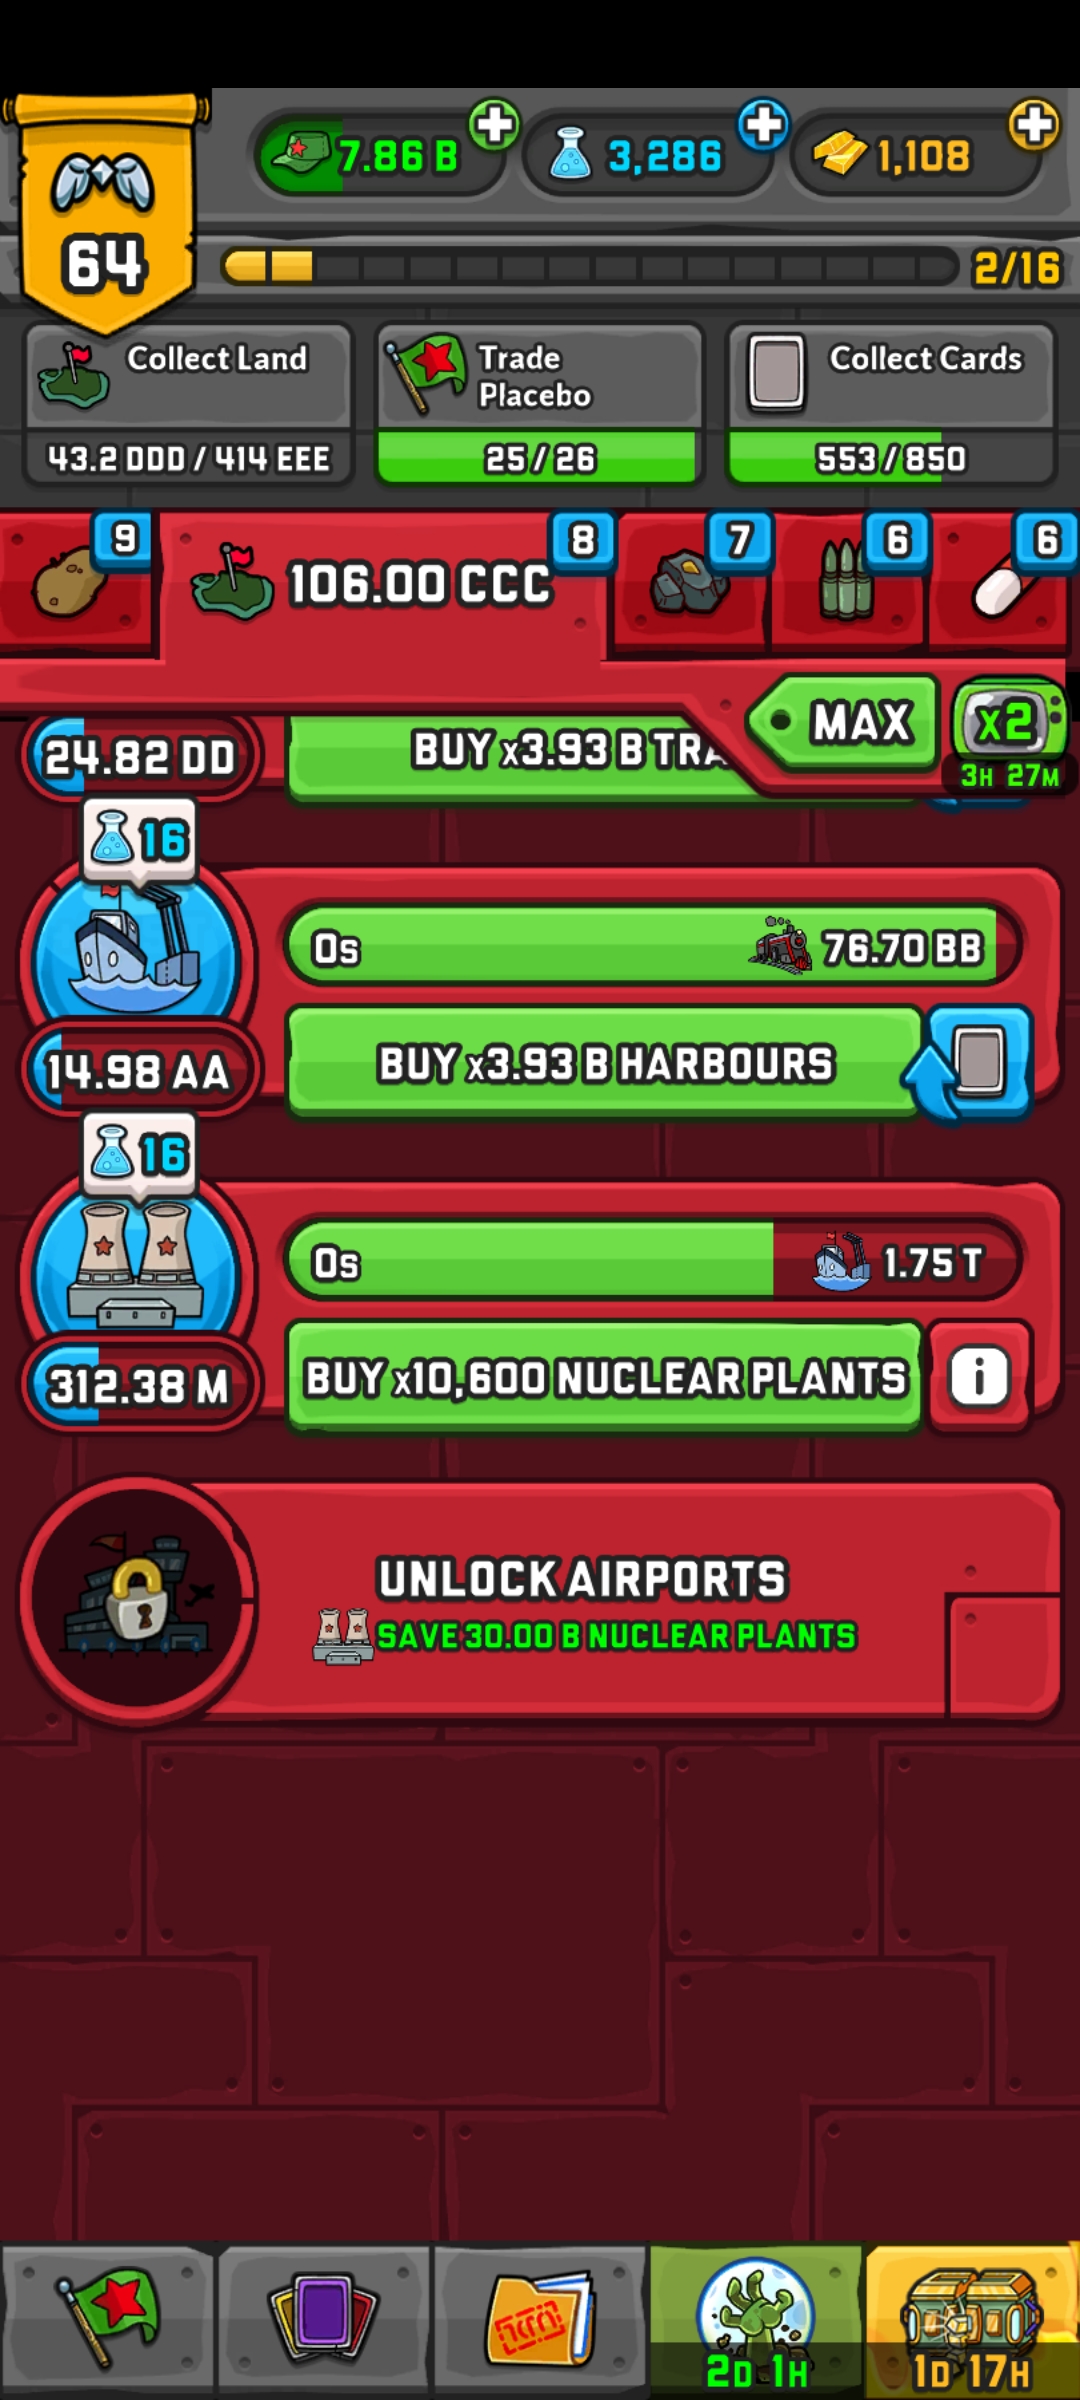 64
7.86 B
3,286
1,108
2/16
Collect Land
43.2 DDD / 414 EEE
Trade
Placebo
25 / 26
Collect Cards
553 / 850
9
106.00 CCC
8
7
6
6
MAX
x2
3H 27M
24.82 DD
BUY x3.93 B TRA
16
0s
76.70 BB
14.98 AA
BUY x3.93 B HARBOURS
16
0s
1.75 T
312.38 M
BUY x10,600 NUCLEAR PLANTS
i
UNLOCK AIRPORTS
SAVE 30.00 B NUCLEAR PLANTS
2D 1H
1D 17H